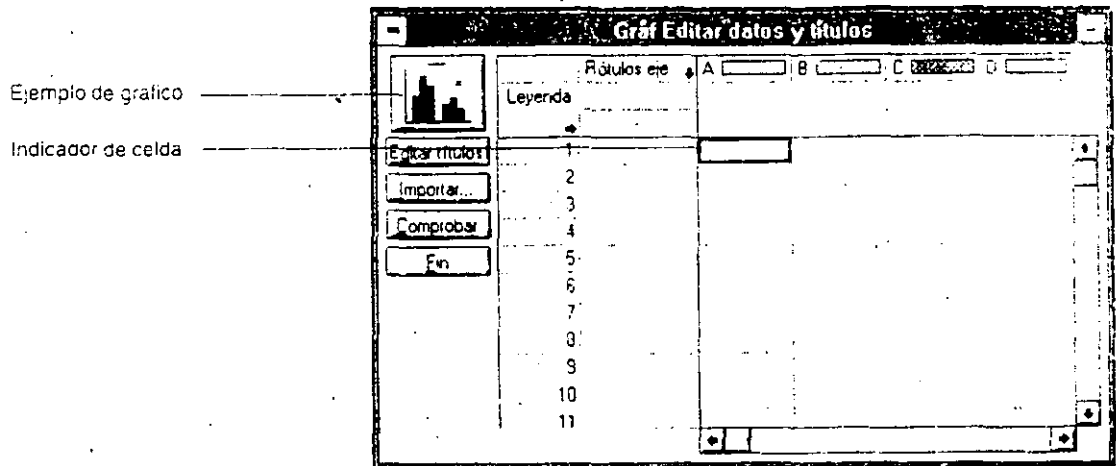 Gráf Editar datos y títulos
Ejemplo de gráfico
Indicador de celda
Editar títulos
Importar...
Comprobar
Fin
Rótulos eje A B C D
Leyenda
1
2
3
4
5
6
7
8
9
10
11